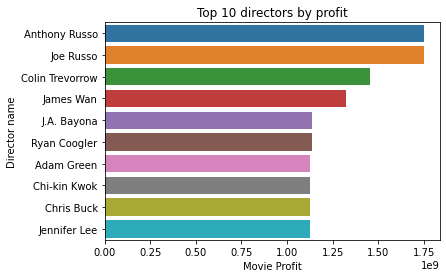 Top 10 directors by profit
Director name
Anthony Russo
Joe Russo
Colin Trevorrow
James Wan
J.A. Bayona
Ryan Coogler
Adam Green
Chi-kin Kwok
Chris Buck
Jennifer Lee
0.00 0.25 0.50 0.75 1.00 1.25 1.50 1.75
1e9
Movie Profit